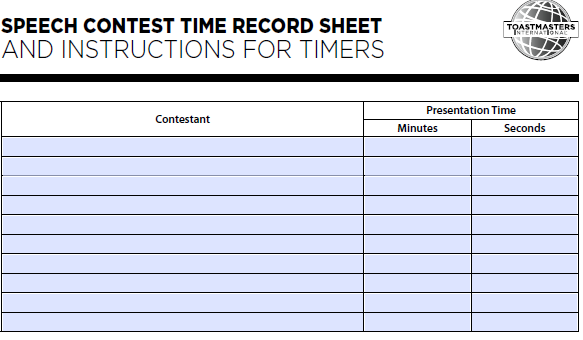 SPEECH CONTEST TIME RECORD SHEET
AND INSTRUCTIONS FOR TIMERS
TOASTMASTERS
INTERNATIONAL
Contestant
Presentation Time
Minutes
Seconds